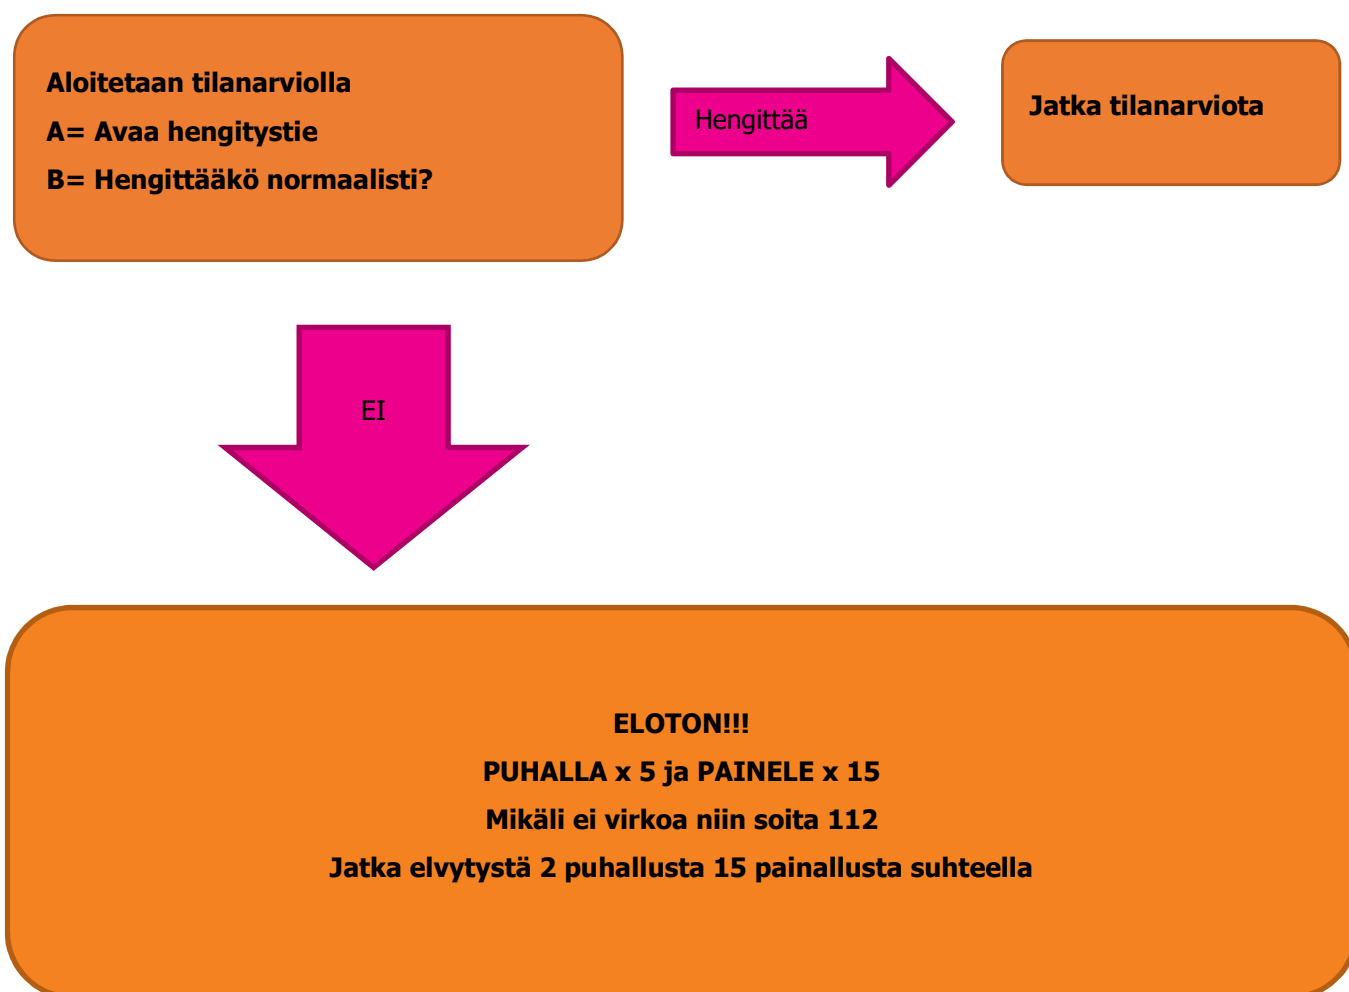 Aloitetaan tilanarviolla
A= Avaa hengitystie
B= Hengittääkö normaalisti?
Hengittää
Jatka tilanarviota
EI
ELOTON!!!
PUHALLA x 5 ja PAINELE x 15
Mikäli ei virkoa niin soita 112
Jatka elvytystä 2 puhallusta 15 painallusta suhteella